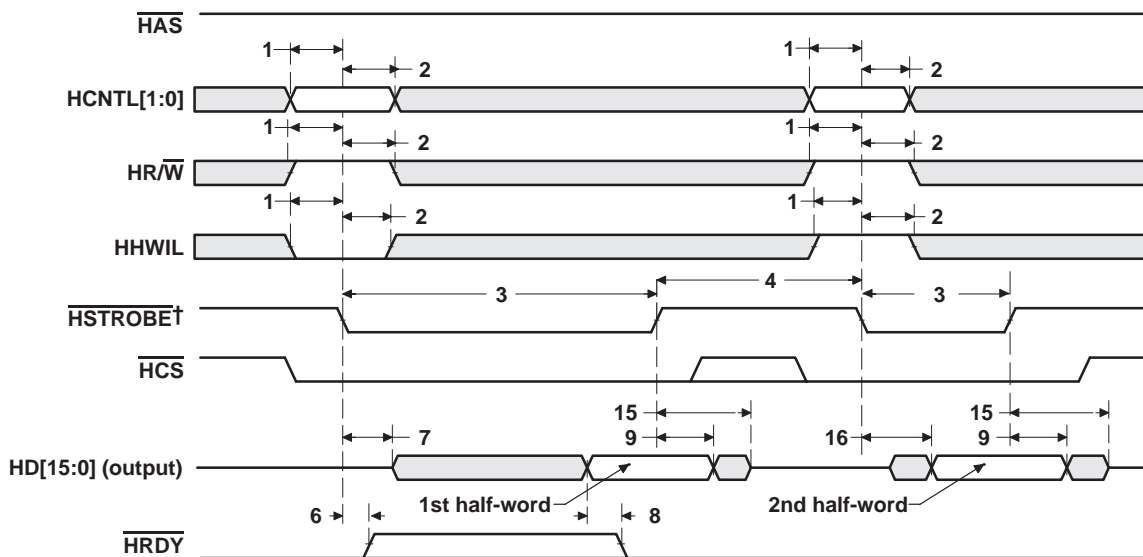 HAS
1 1
2 2
HCNTL[1:0]
1 1
2 2
HR/W
1 1
2 2
HHWIL
3 4 3
HSTROBE†
HCS
15 15
7 9 16 9
HD[15:0] (output)
1st half-word 2nd half-word
6 8
HRDY